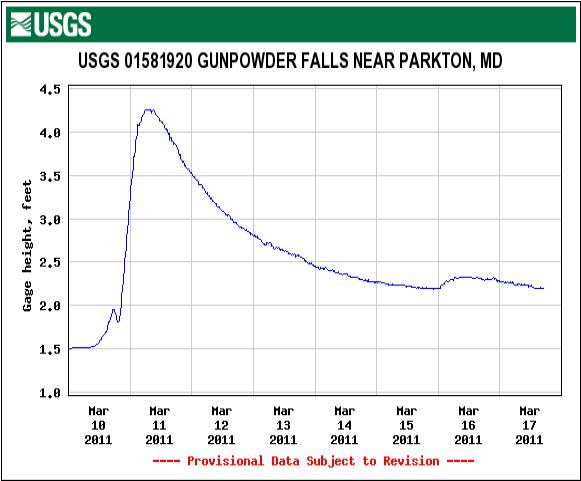 USGS
USGS 01581920 GUNPOWDER FALLS NEAR PARKTON, MD
Gage height, feet
4.5
4.0
3.5
3.0
2.5
2.0
1.5
1.0
Mar Mar Mar Mar Mar Mar Mar Mar
10 11 12 13 14 15 16 17
2011 2011 2011 2011 2011 2011 2011 2011
---- Provisional Data Subject to Revision ----